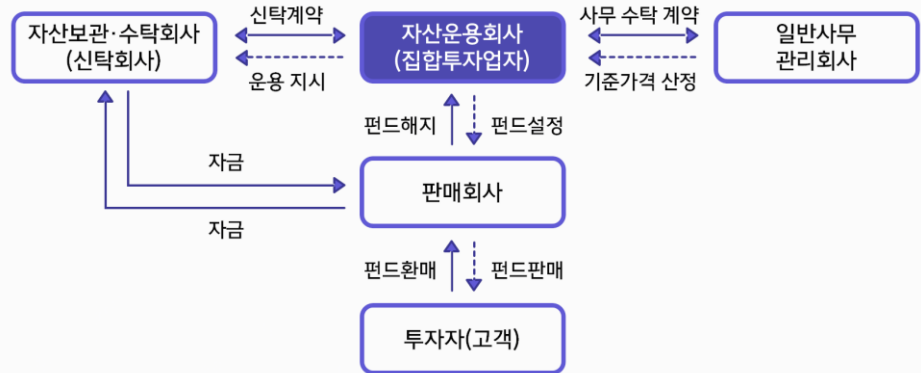 자산보관·수탁회사
(신탁회사)
신탁계약
운용 지시
자산운용회사
(집합투자업자)
사무 수탁 계약
기준가격 산정
일반사무
관리회사
펀드해지
펀드설정
자금
판매회사
자금
펀드환매
펀드판매
투자자(고객)